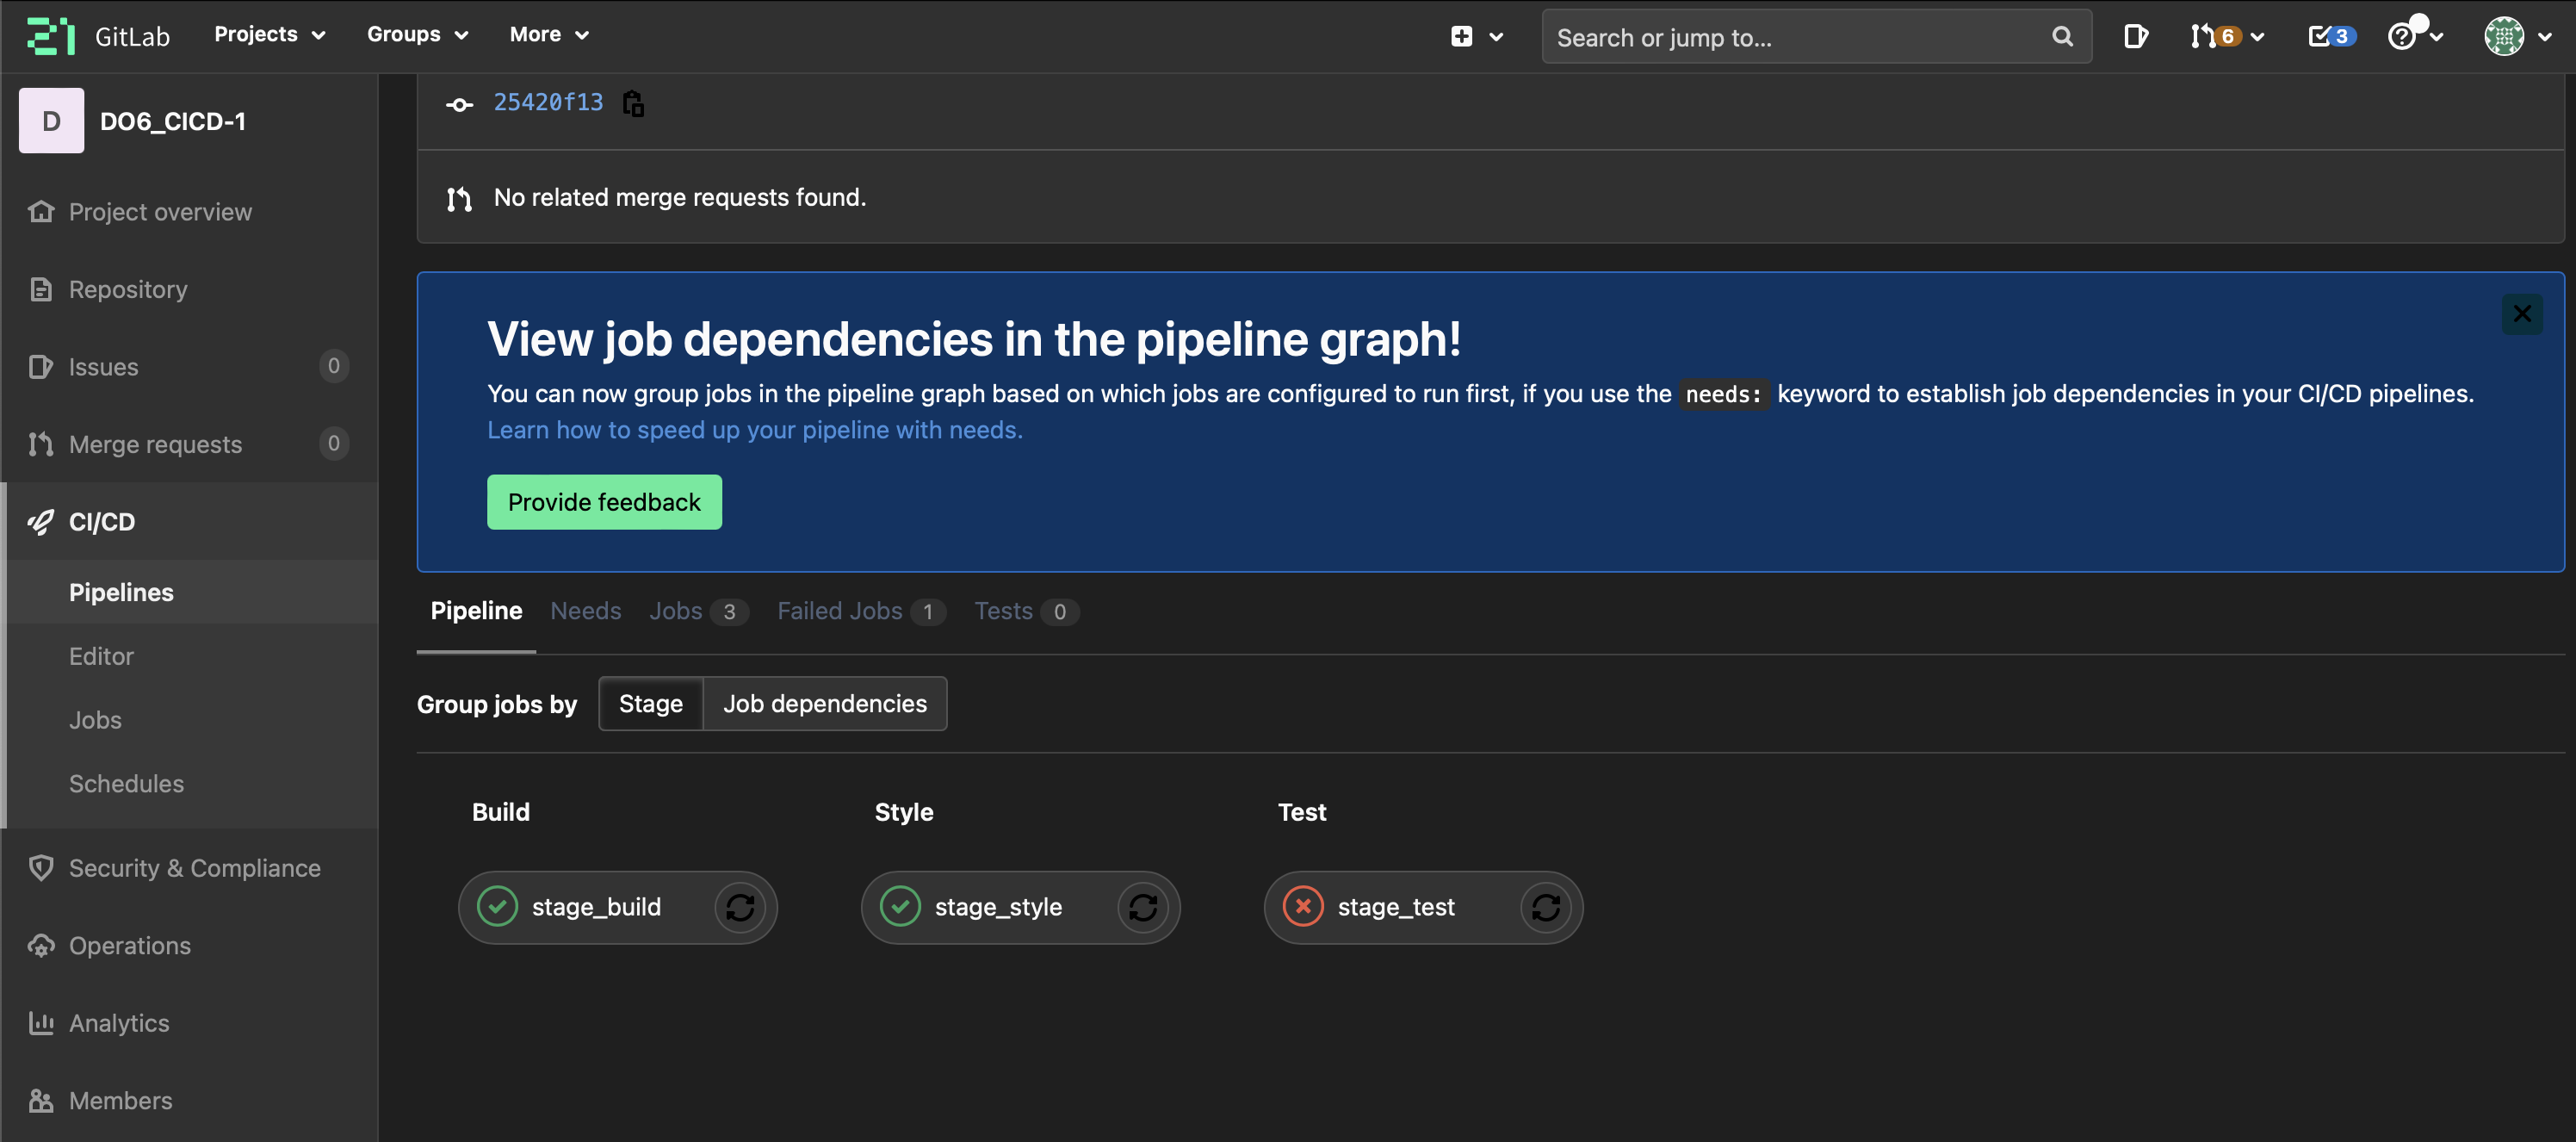 21 GitLab Projects Groups More Search or jump to... 6 3
D DO6_CICD-1
Project overview
Repository
Issues 0
Merge requests 0
CI/CD
Pipelines
Editor
Jobs
Schedules
Security & Compliance
Operations
Analytics
Members
25420f13
No related merge requests found.
View job dependencies in the pipeline graph!
You can now group jobs in the pipeline graph based on which jobs are configured to run first, if you use the needs: keyword to establish job dependencies in your CI/CD pipelines.
Learn how to speed up your pipeline with needs.
Provide feedback
Pipeline Needs Jobs 3 Failed Jobs 1 Tests 0
Group jobs by Stage Job dependencies
Build Style Test
stage_build stage_style stage_test